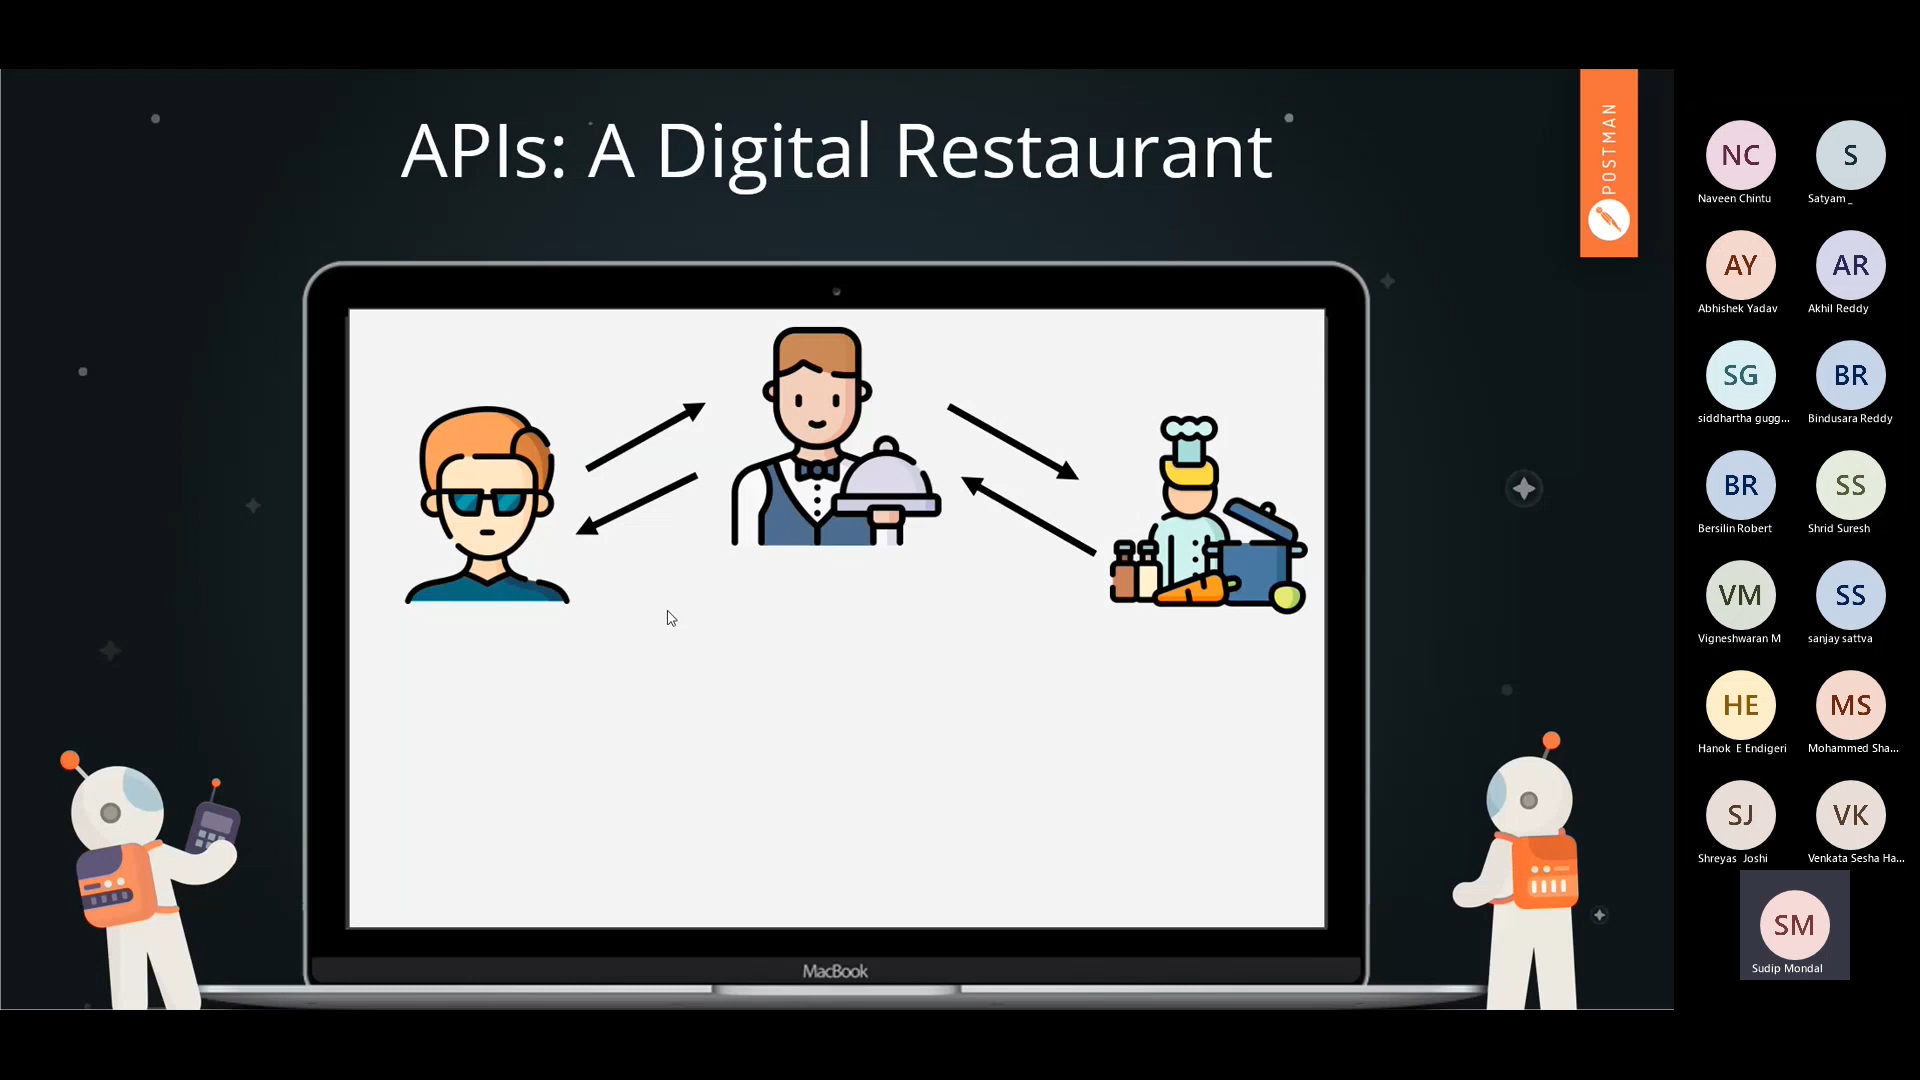 APIs: A Digital Restaurant
POSTMAN
MacBook
NC
Naveen Chintu
S
Satyam _
AY
Abhishek Yadav
AR
Akhil Reddy
SG
siddhartha gugg...
BR
Bindusara Reddy
BR
Bersilin Robert
SS
Shrid Suresh
VM
Vigneshwaran M
SS
sanjay sattva
HE
Hanok E Endigeri
MS
Mohammed Sha...
SJ
Shreyas Joshi
VK
Venkata Sesha Ha...
SM
Sudip Mondal